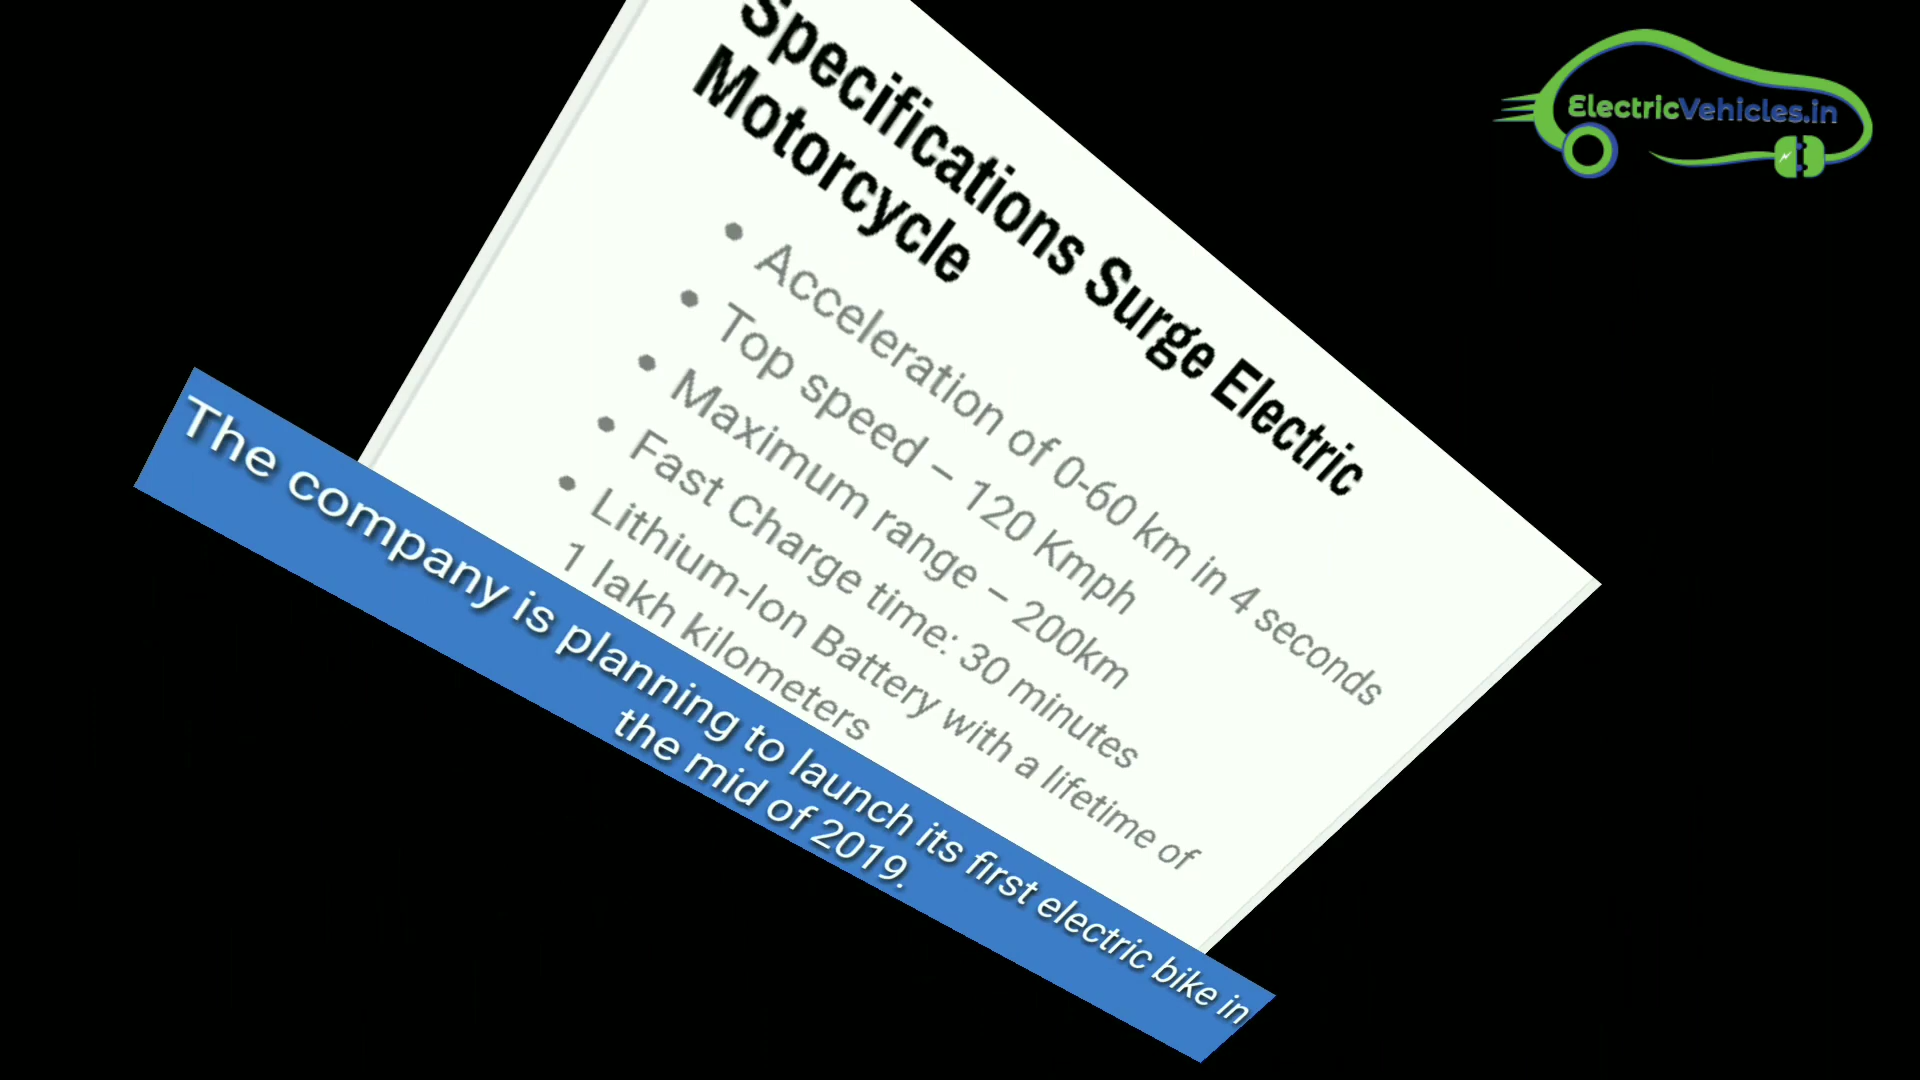 Specifications Surge Electric
Motorcycle
• Acceleration of 0-60 km in 4 seconds
• Top speed – 120 Kmph
• Maximum range – 200km
• Fast Charge time: 30 minutes
• Lithium-Ion Battery with a lifetime of
1 lakh kilometers
The company is planning to launch its first electric bike in
the mid of 2019.
ElectricVehicles.in